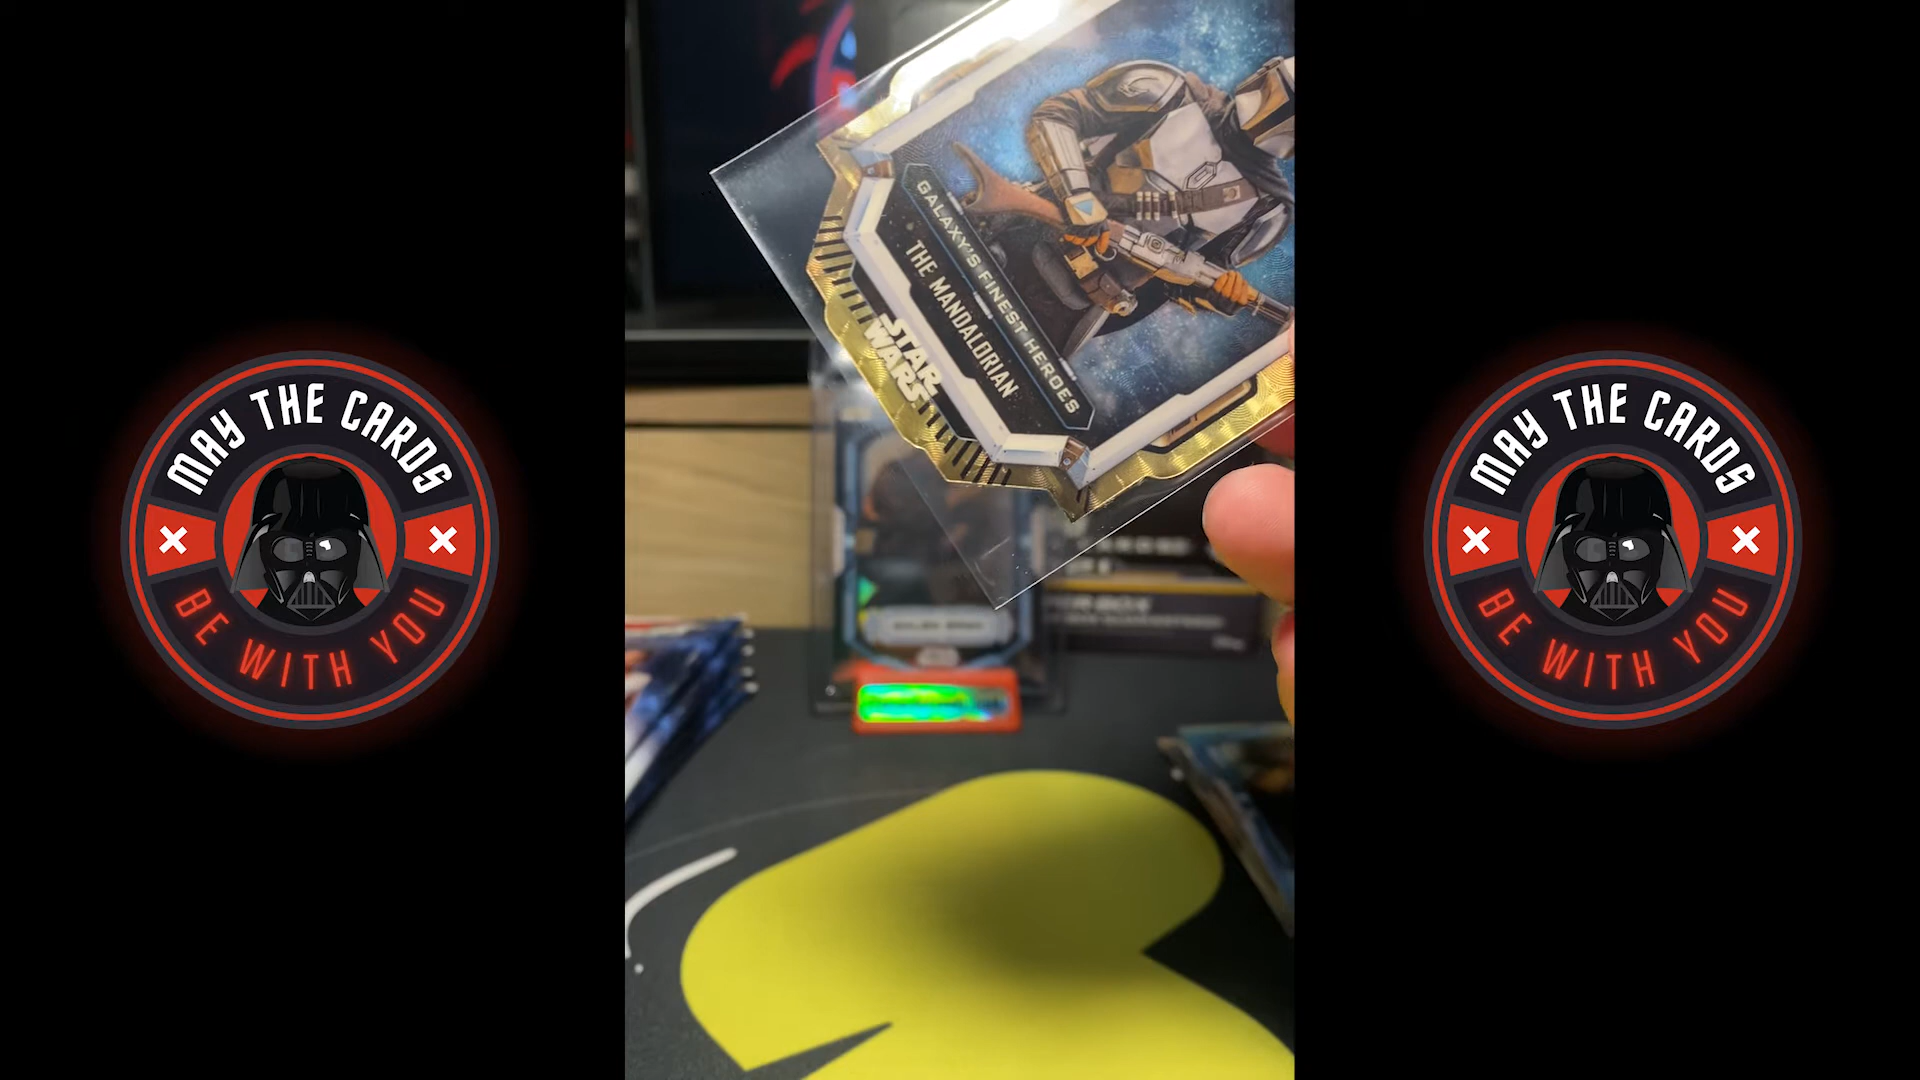 MAY THE CARDS
× ×
BE WITH YOU
GALAXY'S FINEST HEROES
THE MANDALORIAN
STAR
WARS
MAY THE CARDS
× ×
BE WITH YOU